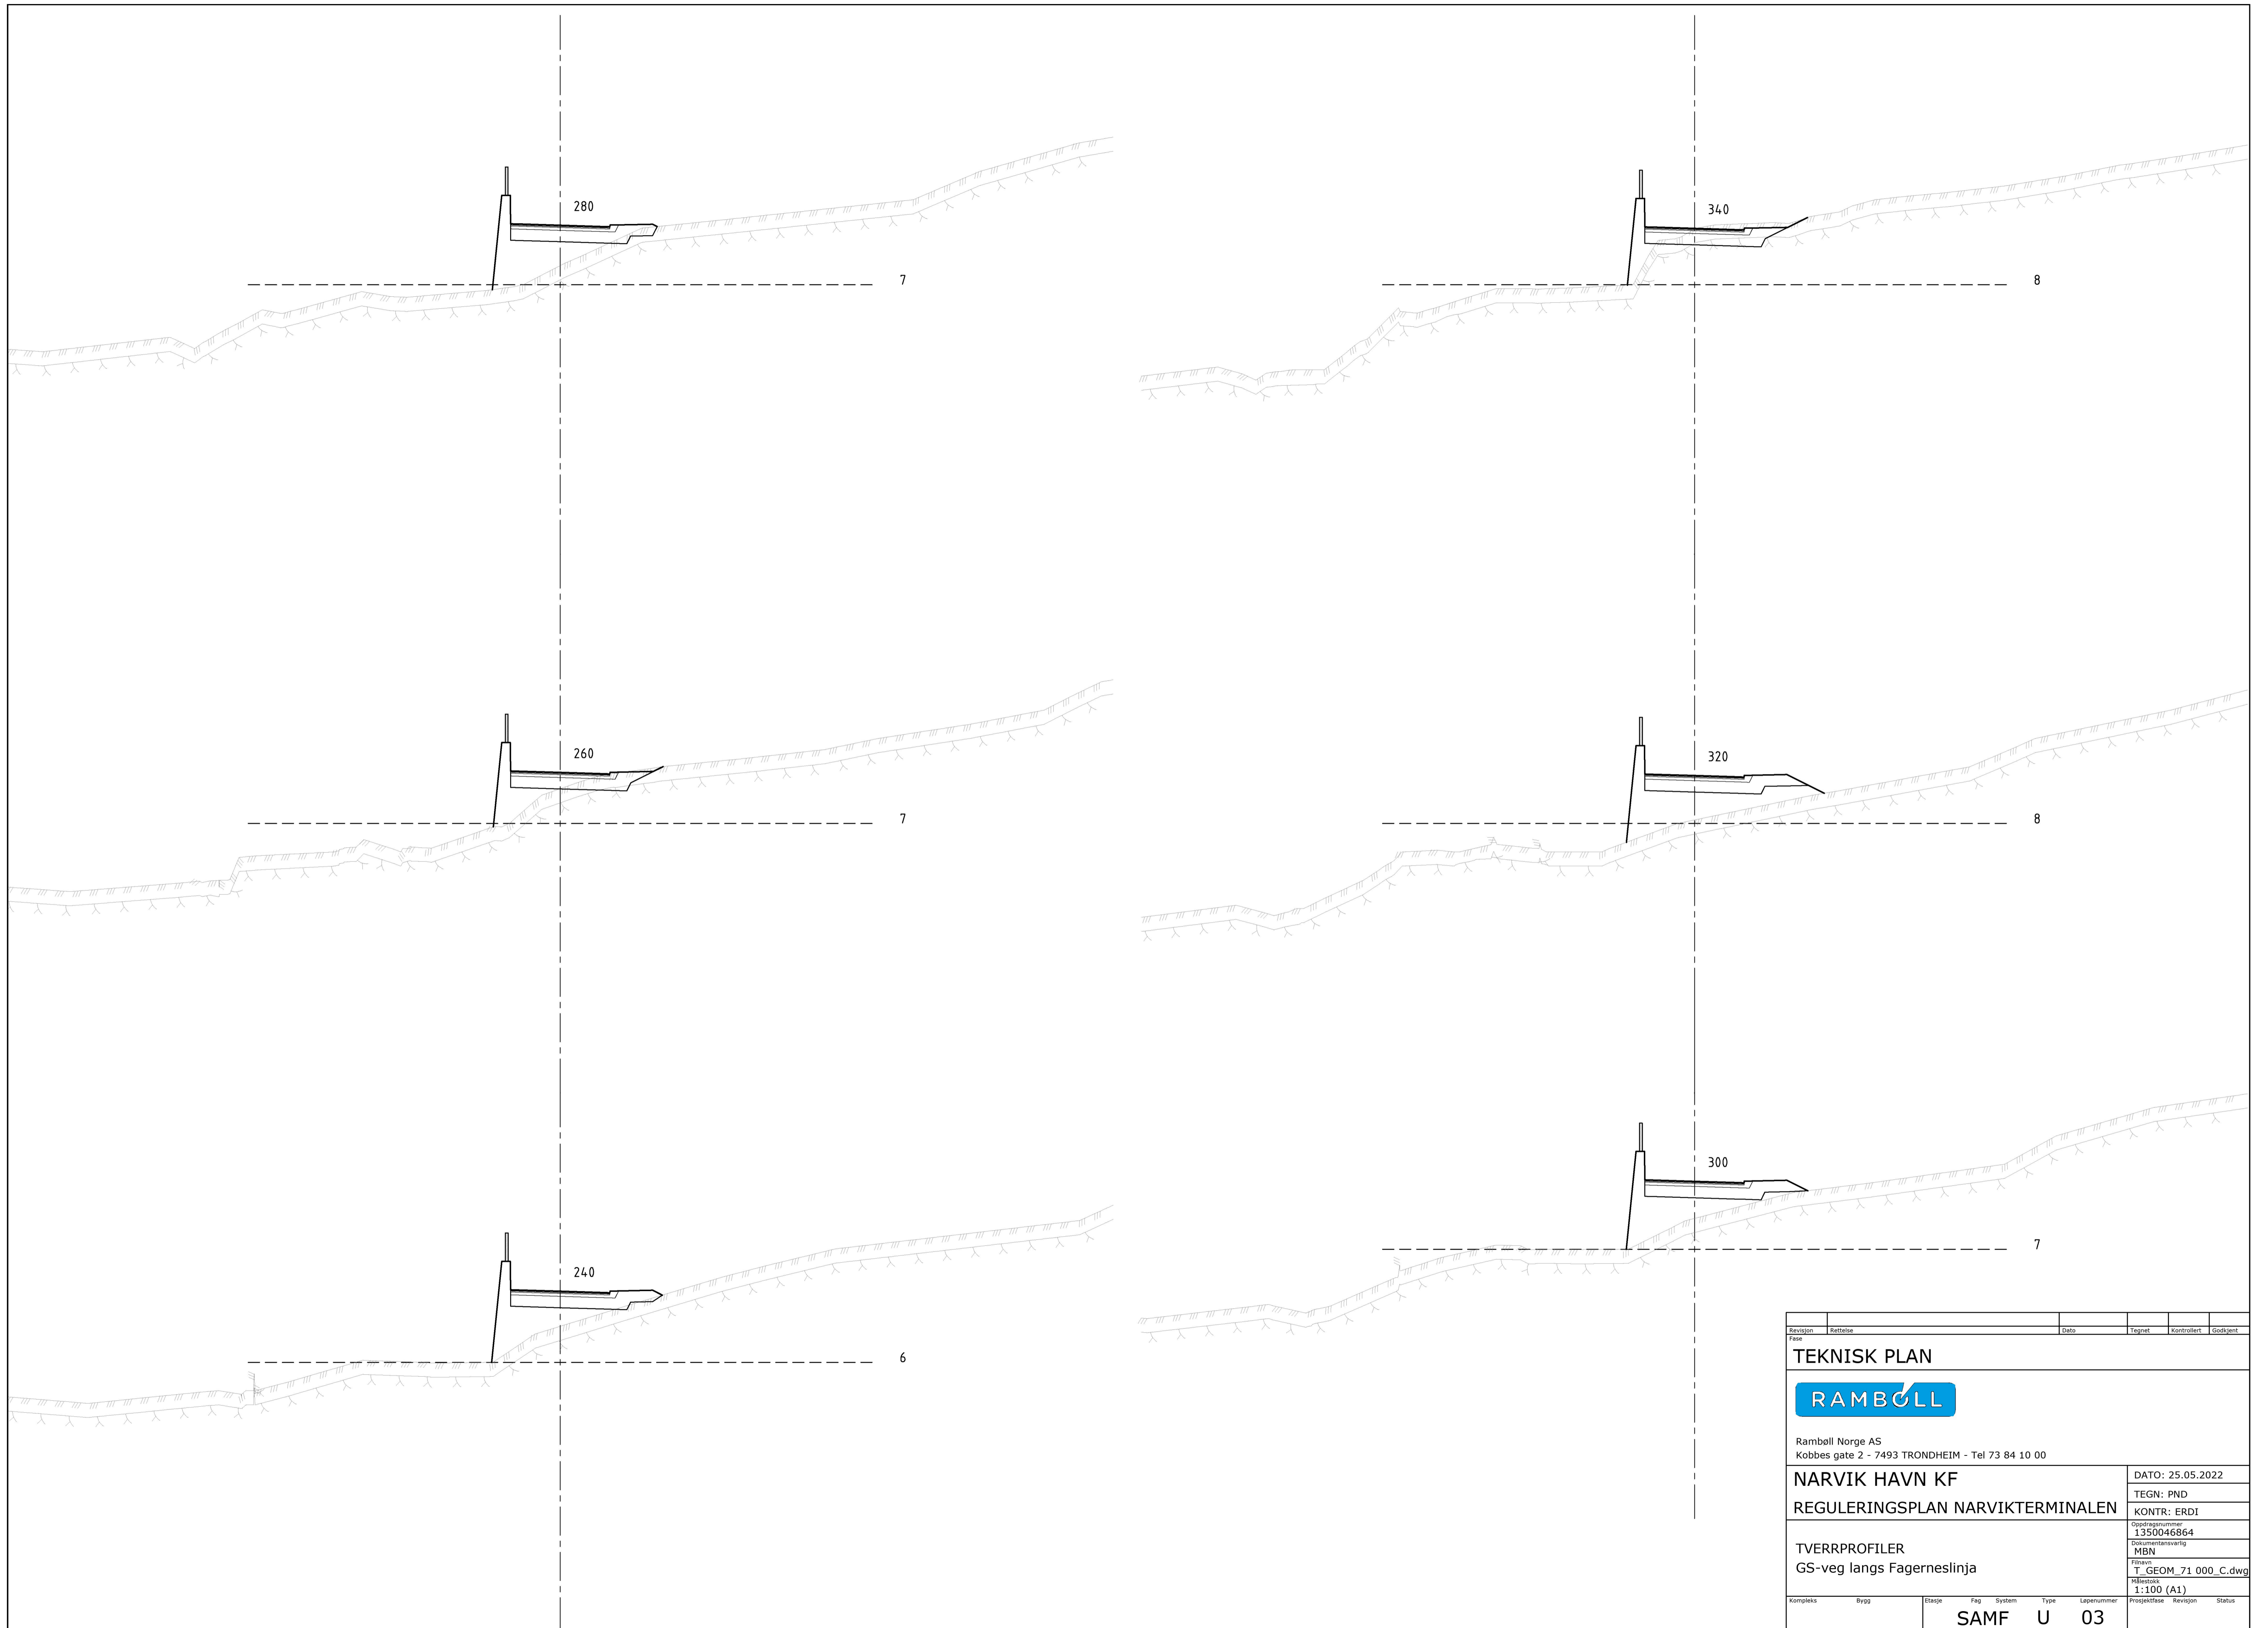 280
7
340
8
260
7
320
8
240
6
300
7
Revisjon Rettelse Dato Tegnet Kontrollert Godkjent
Fase
TEKNISK PLAN
RAMBOLL
Rambøll Norge AS
Kobbes gate 2 - 7493 TRONDHEIM - Tel 73 84 10 00
NARVIK HAVN KF
REGULERINGSPLAN NARVIKTERMINALEN
DATO: 25.05.2022
TEGN: PND
KONTR: ERDI
Oppdragsnummer
1350046864
Dokumentansvarlig
MBN
Filnavn
T_GEOM_71 000_C.dwg
Målestokk
1:100 (A1)
TVERRPROFILER
GS-veg langs Fagerneslinja
Kompleks Bygg Etasje Fag System Type Løpenummer Prosjektfase Revisjon Status
SAMF U 03